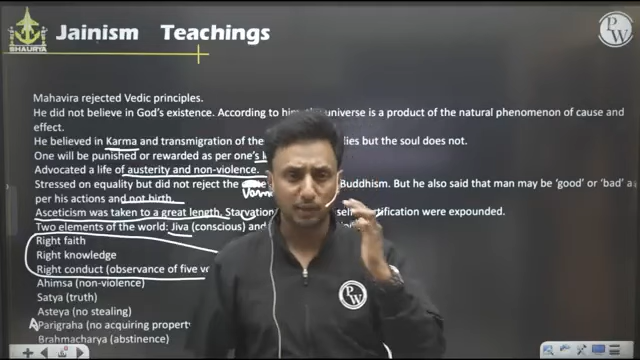 SHAURYA
Jainism Teachings
PW
Mahavira rejected Vedic principles.
He did not believe in God's existence. According to him universe is a product of the natural phenomenon of cause and
effect.
He believed in Karma and transmigration of the lies but the soul does not.
One will be punished or rewarded as per one's
Advocated a life of austerity and non-violence.
Stressed on equality but did not reject the Varna Buddhism. But he also said that man may be 'good' or 'bad'
per his actions and not birth.
Asceticism was taken to a great length. Starvation tification were expounded.
Two elements of the world: Jiva (conscious) and
Right faith
Right knowledge
Right conduct (observance of five
Ahimsa (non-violence)
Satya (truth)
Asteya (no stealing)
A Parigraha (no acquiring property
Brahmacharya (abstinence)
PW